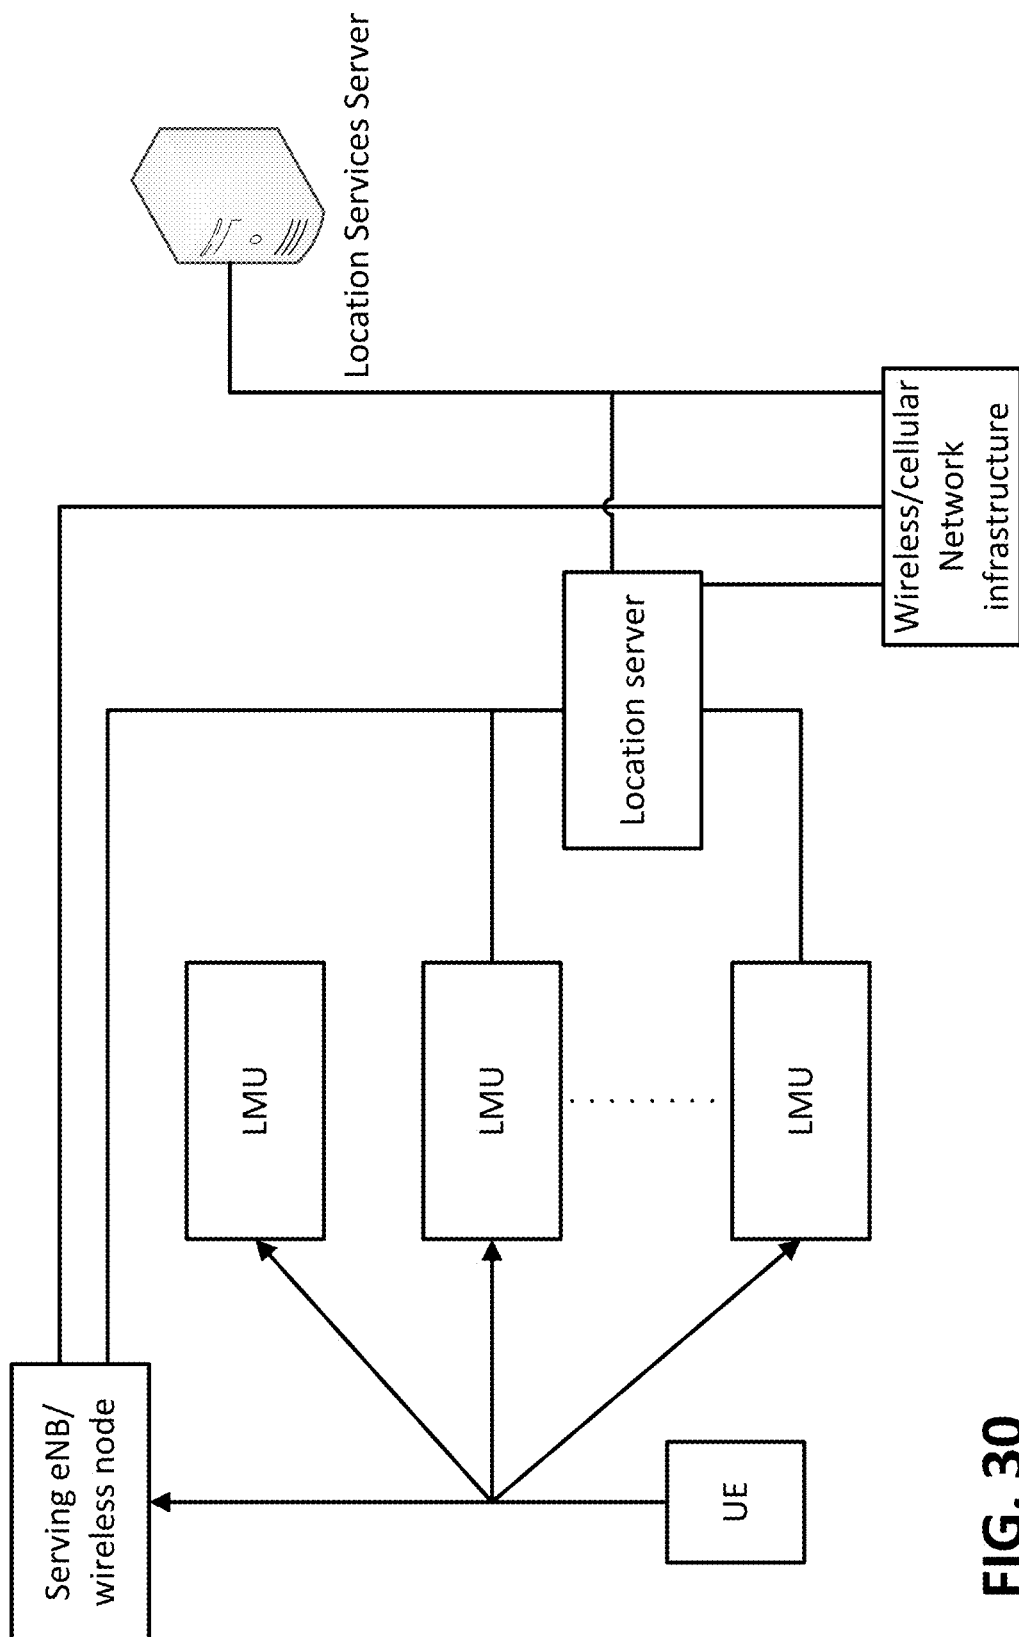 Serving eNB/
wireless node
LMU
Location Services Server
LMU
Location server
LMU
UE
Wireless/cellular
Network
infrastructure
FIG. 30